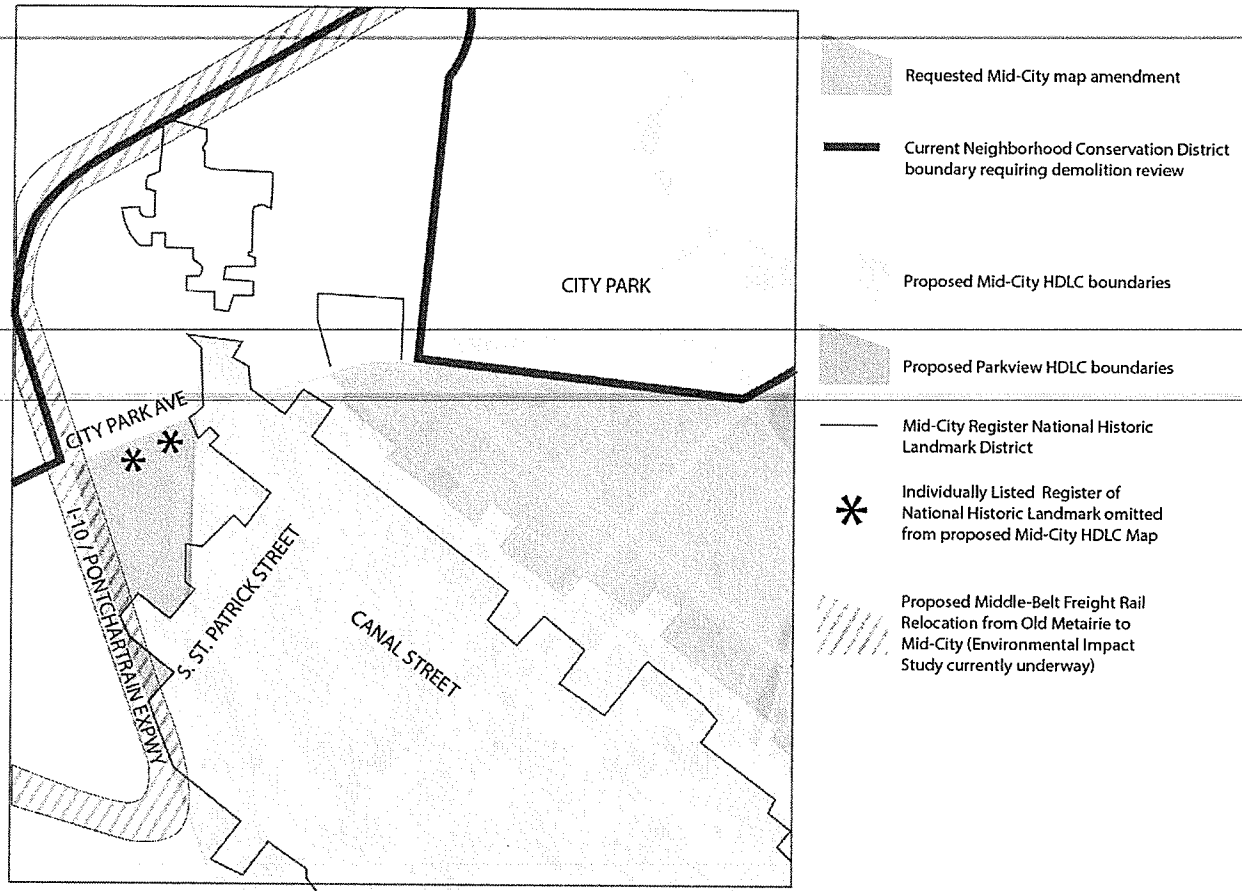 CITY PARK
CITY PARK AVE
I-10 / PONTCHARTRAIN EXPWY
S. ST. PATRICK STREET
CANAL STREET
Requested Mid-City map amendment
Current Neighborhood Conservation District
boundary requiring demolition review
Proposed Mid-City HDLC boundaries
Proposed Parkview HDLC boundaries
Mid-City Register National Historic
Landmark District
Individually Listed Register of
National Historic Landmark omitted
from proposed Mid-City HDLC Map
Proposed Middle-Belt Freight Rail
Relocation from Old Metairie to
Mid-City (Environmental Impact
Study currently underway)